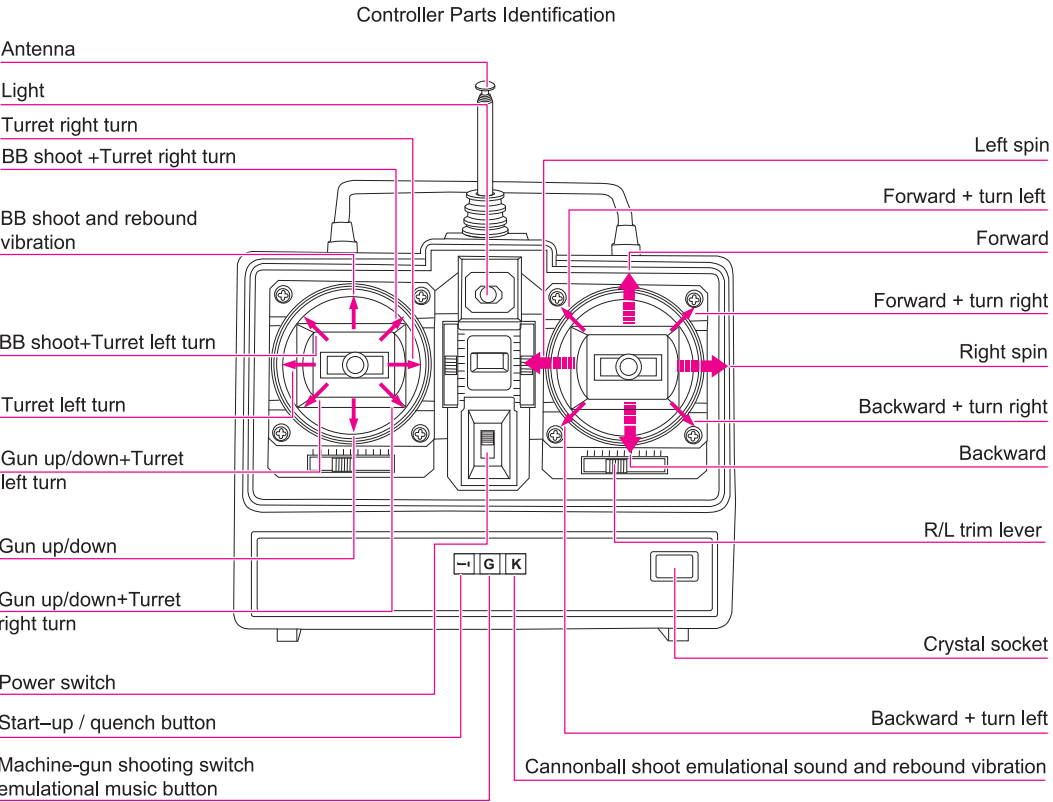 Controller Parts Identification
Antenna
Light
Turret right turn
BB shoot +Turret right turn
BB shoot and rebound
vibration
BB shoot+Turret left turn
Turret left turn
Gun up/down+Turret
left turn
Gun up/down
Gun up/down+Turret
right turn
Power switch
Start–up / quench button
Machine-gun shooting switch
emulational music button
Left spin
Forward + turn left
Forward
Forward + turn right
Right spin
Backward + turn right
Backward
R/L trim lever
Crystal socket
Backward + turn left
Cannonball shoot emulational sound and rebound vibration
G K